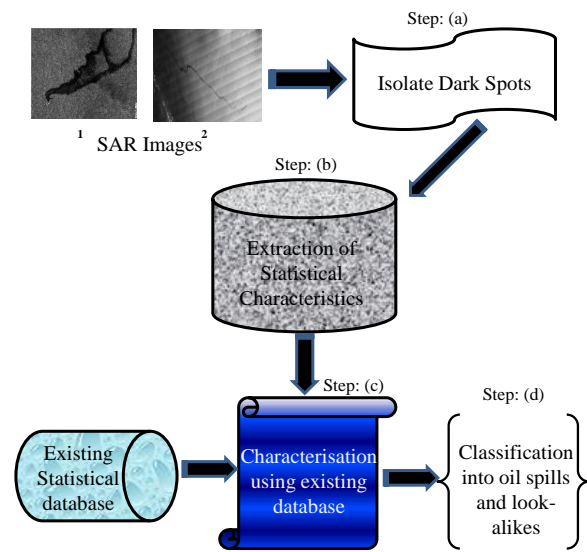 Step: (a)
Isolate Dark Spots
1 2
SAR Images
Step: (b)
Extraction of
Statistical
Characteristics
Step: (c)
Existing
Statistical
database
Characterisation
using existing
database
Step: (d)
Classification
into oil spills
and look-
alikes